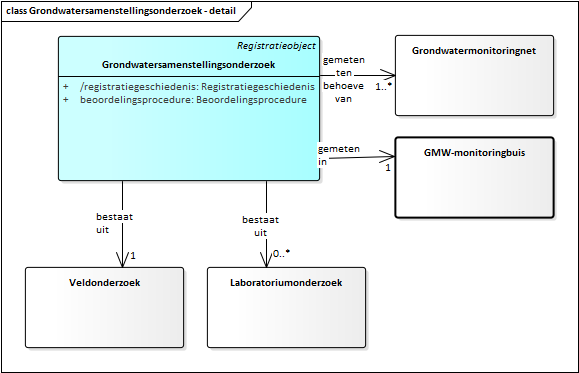 class Grondwatersamenstellingsonderzoek - detail
Registratieobject
Grondwatersamenstellingsonderzoek
+ /registratiegeschiedenis: Registratiegeschiedenis
+ beoordelingsprocedure: Beoordelingsprocedure
gemeten
ten
behoeve
van
1..*
Grondwatermonitoringnet
gemeten
in
1
GMW-monitoringbuis
bestaat
uit
1
bestaat
uit
0..*
Veldonderzoek
Laboratoriumonderzoek